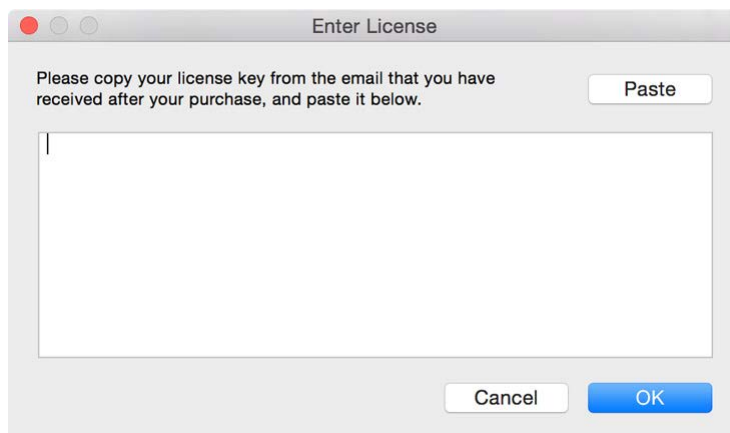 Enter License
Please copy your license key from the email that you have
received after your purchase, and paste it below.
Paste
Cancel
OK